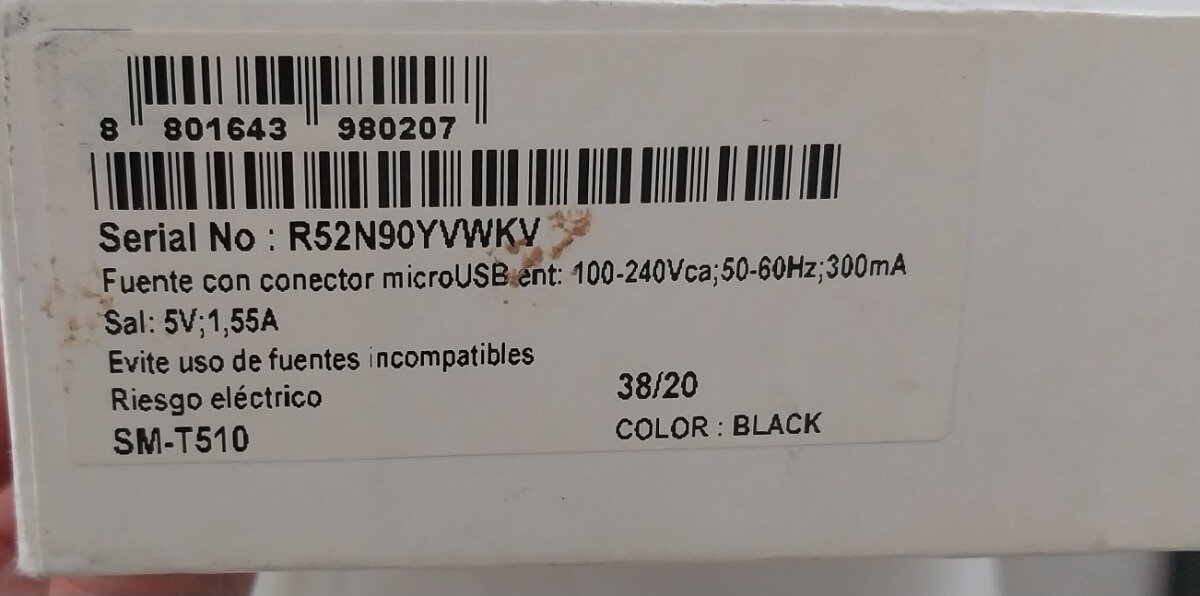 8 801643 980207
Serial No : R52N90YVWKV
Fuente con conector microUSB ent: 100-240Vca;50-60Hz;300mA
Sal: 5V;1,55A
Evite uso de fuentes incompatibles
Riesgo eléctrico
38/20
SM-T510
COLOR : BLACK